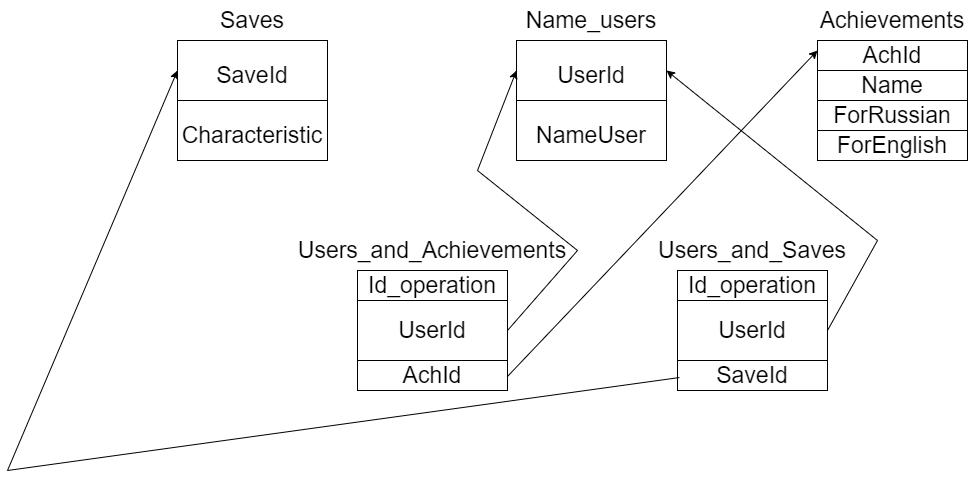 Saves
SaveId
Characteristic
Name_users
UserId
NameUser
Achievements
AchId
Name
ForRussian
ForEnglish
Users_and_Achievements
Id_operation
UserId
AchId
Users_and_Saves
Id_operation
UserId
SaveId